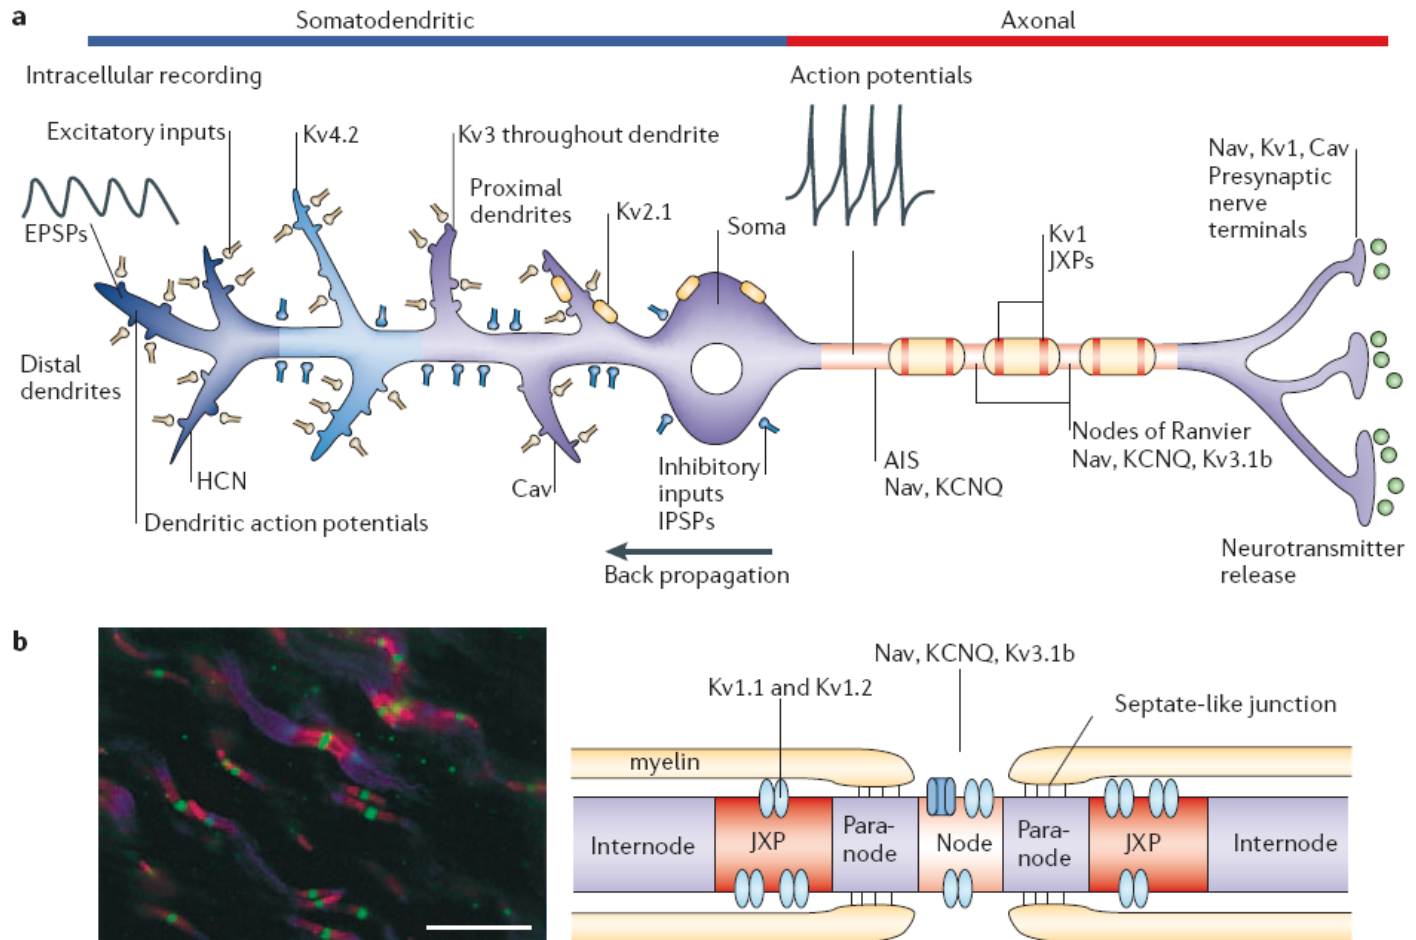 a
Somatodendritic
Axonal
Intracellular recording
Action potentials
Excitatory inputs
Kv4.2
Kv3 throughout dendrite
Nav, Kv1, Cav
Presynaptic
nerve
terminals
Proximal
dendrites
Kv2.1
Soma
EPSPs
Kv1
JXPs
Distal
dendrites
HCN
Cav
Inhibitory
inputs
IPSPs
AIS
Nav, KCNQ
Nodes of Ranvier
Nav, KCNQ, Kv3.1b
Dendritic action potentials
Back propagation
Neurotransmitter
release
b
Nav, KCNQ, Kv3.1b
Kv1.1 and Kv1.2
Septate-like junction
myelin
Internode
JXP
Para-
node
Node
Para-
node
JXP
Internode